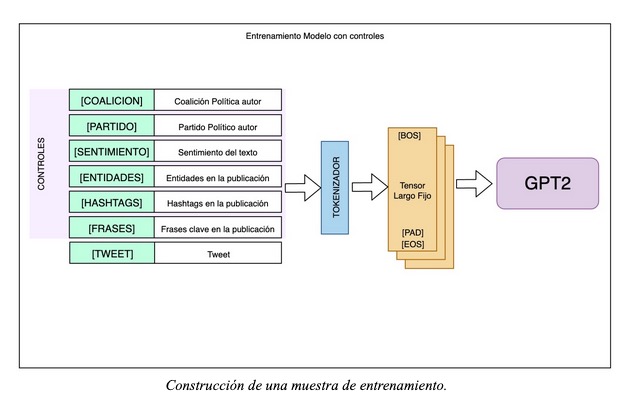 Entrenamiento Modelo con controles
CONTROLES
[COALICION] Coalición Política autor
[PARTIDO] Partido Político autor
[SENTIMIENTO] Sentimiento del texto
[ENTIDADES] Entidades en la publicación
[HASHTAGS] Hashtags en la publicación
[FRASES] Frases clave en la publicación
[TWEET] Tweet
TOKENIZADOR
[BOS]
Tensor
Largo Fijo
[PAD]
[EOS]
GPT2
Construcción de una muestra de entrenamiento.